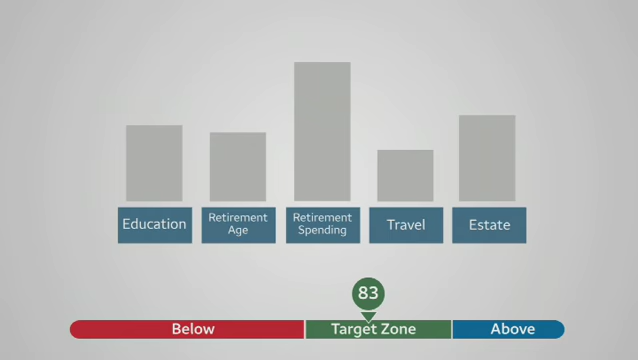 Education
Retirement
Age
Retirement
Spending
Travel
Estate
83
Below
Target Zone
Above